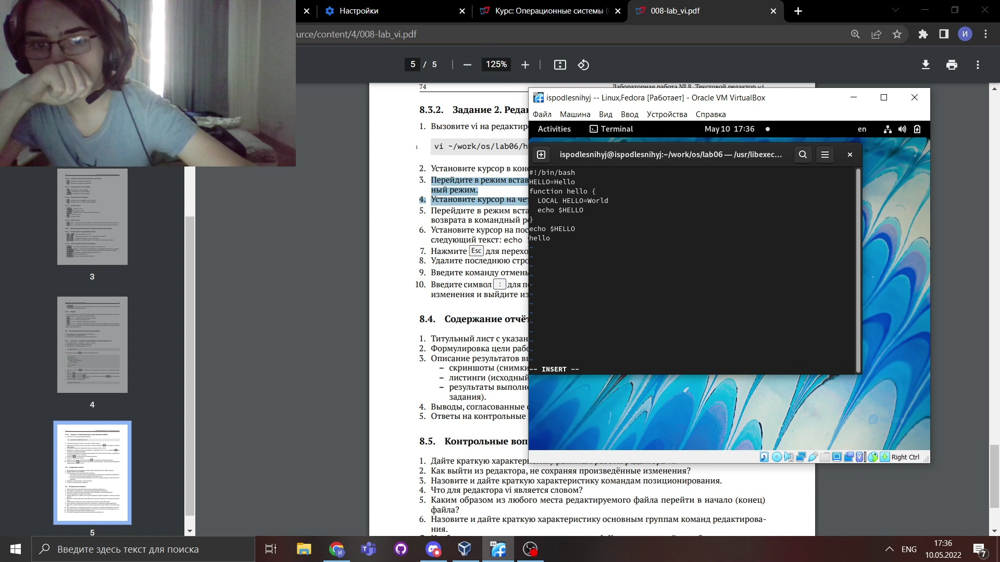 Настройки
Курс: Операционные системы (
008-lab_vi.pdf
urce/content/4/008-lab_vi.pdf
И
5 / 5
125%
74
Лабораторная работа № 8. Текстовой редактор vi
8.3.2. Задание 2. Редак
1. Вызовите vi на редактир
1
vi ~/work/os/lab06/h
2. Установите курсор в кон
3. Перейдите в режим встав
ный режим.
4. Установите курсор на чет
5. Перейдите в режим вста
возврата в командный р
6. Установите курсор на пос
следующий текст: echo
7. Нажмите Esc для перехо
8. Удалите последнюю стро
9. Введите команду отмены
10. Введите символ : для п
изменения и выйдите из
8.4. Содержание отчёт
1. Титульный лист с указан
2. Формулировка цели рабо
3. Описание результатов вы
– скриншоты (снимки
– листинги (исходный
– результаты выполне
задания).
4. Выводы, согласованные с
5. Ответы на контрольные
8.5. Контрольные воп
1. Дайте краткую характеристику режимам работы редактора vi.
2. Как выйти из редактора, не сохраняя произведённые изменения?
3. Назовите и дайте краткую характеристику командам позиционирования.
4. Что для редактора vi является словом?
5. Каким образом из любого места редактируемого файла перейти в начало (конец)
файла?
6. Назовите и дайте краткую характеристику основным группам команд редактирова-
ния.
ispodlesnihyj -- Linux,Fedora [Работает] - Oracle VM VirtualBox
Файл Машина Вид Ввод Устройства Справка
Activities Terminal May 10 17:36 en
ispodlesnihyj@ispodlesnihyj:~/work/os/lab06 — /usr/libexec...
#!/bin/bash
HELLO=Hello
function hello {
LOCAL HELLO=World
echo $HELLO
}
echo $HELLO
hello
~
~
~
~
~
~
~
~
~
~
~
~
~
-- INSERT --
fedora
Right Ctrl
3
4
5
Введите здесь текст для поиска
64
И
ENG
17:36
10.05.2022
7